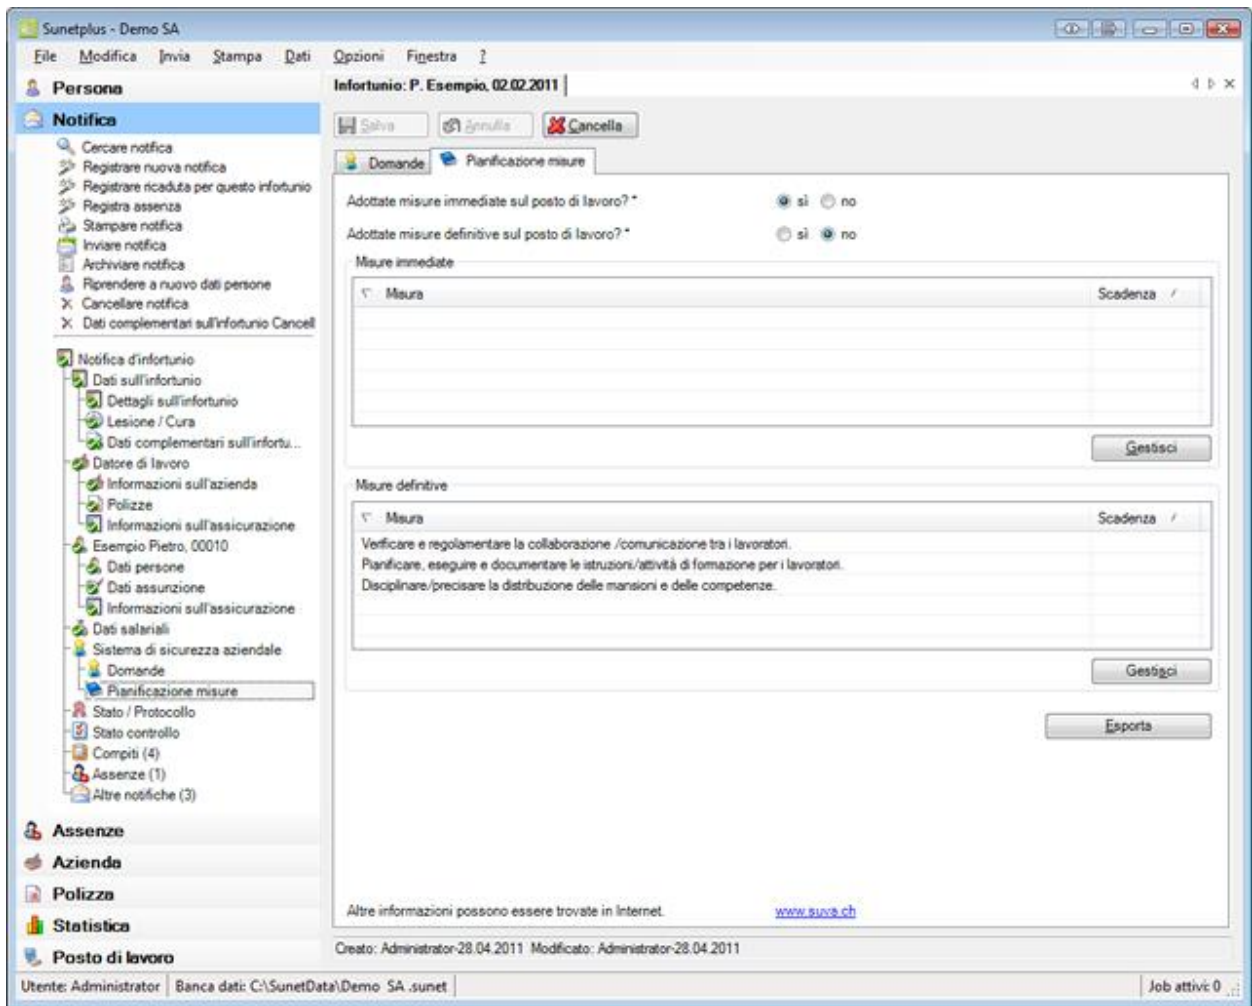 Sunetplus - Demo SA
File Modifica Invia Stampa Dati Opzioni Finestra ?
Persona
Notifica
Cercare notifica
Registrare nuova notifica
Registrare ricaduta per questo infortunio
Registra assenza
Stampare notifica
Inviare notifica
Archiviare notifica
Riprendere a nuovo dati persone
Cancellare notifica
Dati complementari sull'infortunio Cancell
Notifica d'infortunio
Dati sull'infortunio
Dettagli sull'infortunio
Lesione / Cura
Dati complementari sull'infortu...
Datore di lavoro
Informazioni sull'azienda
Polizze
Informazioni sull'assicurazione
Esempio Pietro, 00010
Dati persone
Dati assunzione
Informazioni sull'assicurazione
Dati salariali
Sistema di sicurezza aziendale
Domande
Pianificazione misure
Stato / Protocollo
Stato controllo
Compiti (4)
Assenze (1)
Altre notifiche (3)
Assenze
Azienda
Polizza
Statistica
Posto di lavoro
Infortunio: P. Esempio, 02.02.2011
Salva Annulla Cancella
Domande Pianificazione misure
Adottate misure immediate sul posto di lavoro? * sì no
Adottate misure definitive sul posto di lavoro? * sì no
Misure immediate
Misura Scadenza
Gestisci
Misure definitive
Misura Scadenza
Verificare e regolamentare la collaborazione /comunicazione tra i lavoratori.
Pianificare, eseguire e documentare le istruzioni/attività di formazione per i lavoratori.
Disciplinare/precisare la distribuzione delle mansioni e delle competenze.
Gestisci
Esporta
Altre informazioni possono essere trovate in Internet. www.suva.ch
Creato: Administrator-28.04.2011 Modificato: Administrator-28.04.2011
Utente: Administrator Banca dati: C:\SunetData\Demo SA .sunet Job attivi: 0